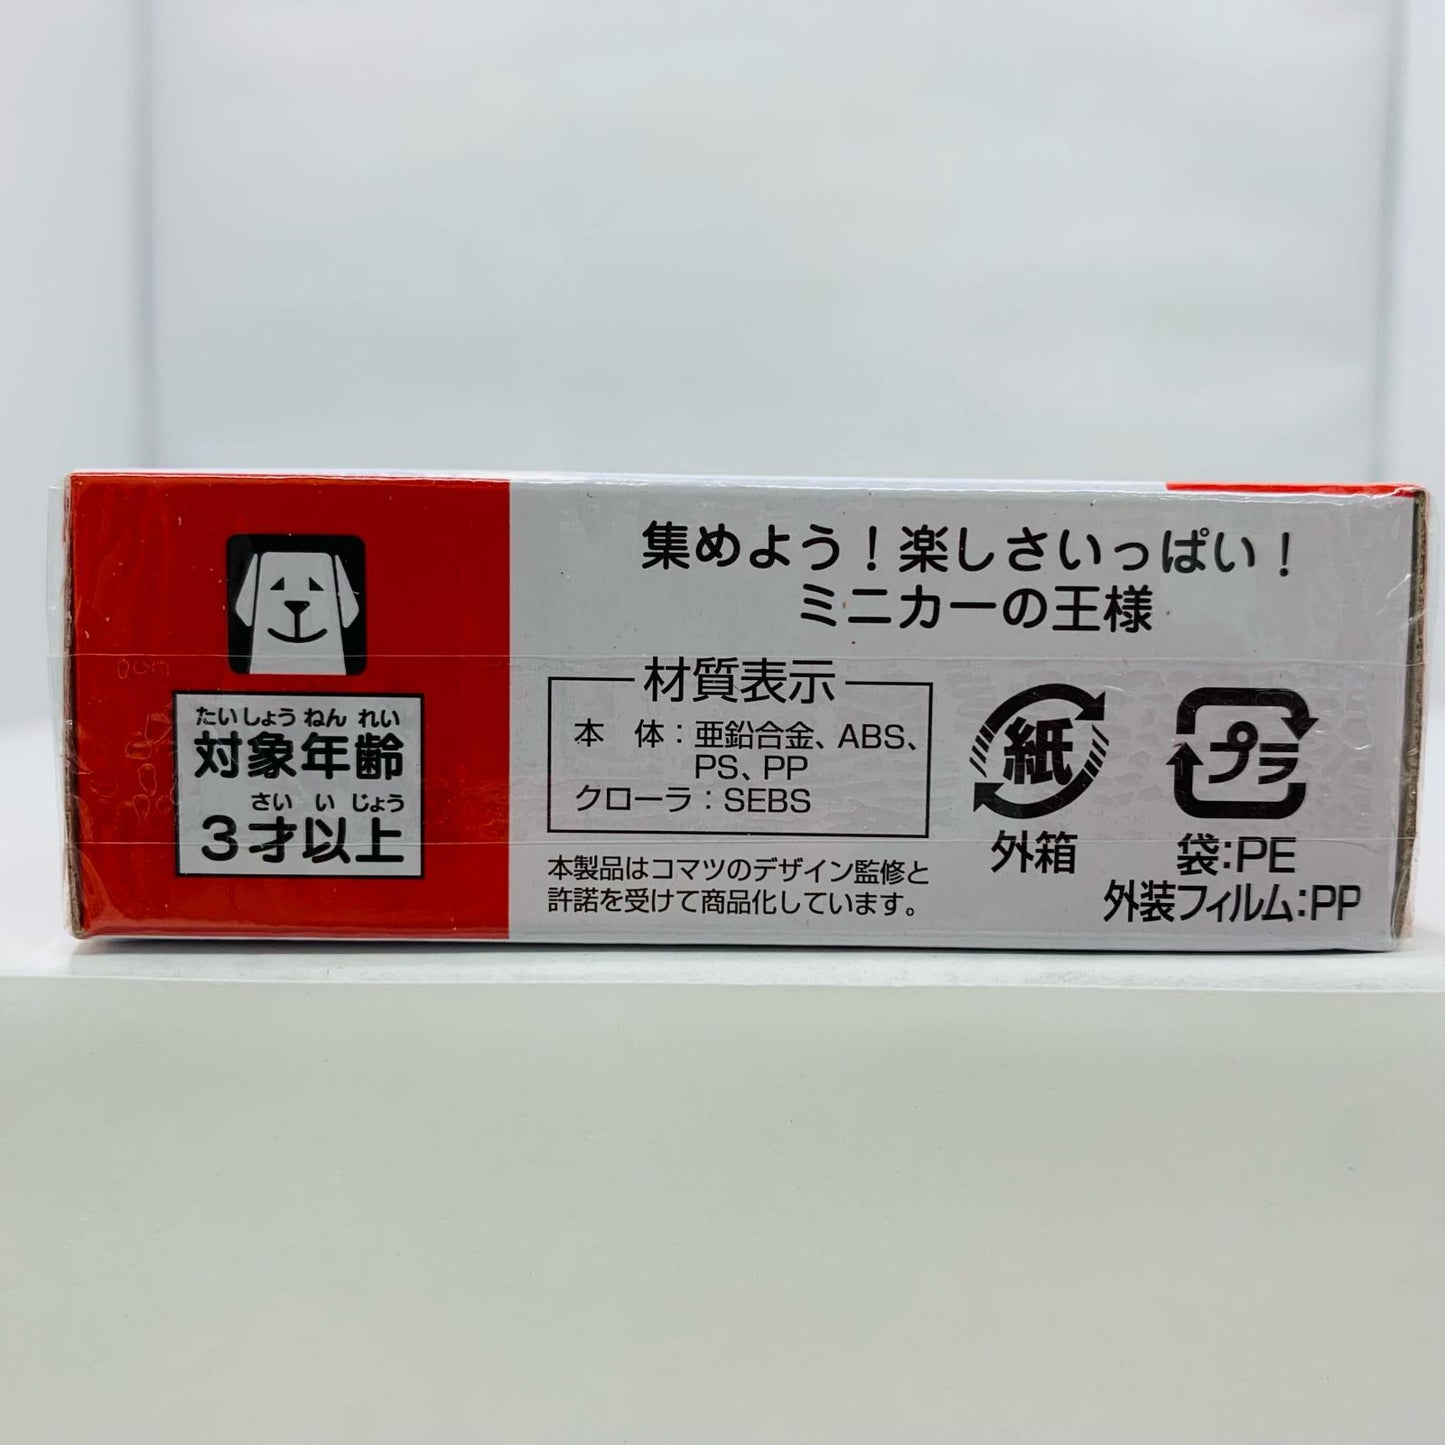 たいしょう ねん れい
対象年齢
さい い じょう
3才以上
集めよう！楽しさいっぱい！
ミニカーの王様
材質表示
本 体：亜鉛合金、ABS、
PS、PP
クローラ：SEBS
本製品はコマツのデザイン監修と
許諾を受けて商品化しています。
紙
外箱
プラ
袋：PE
外装フィルム：PP